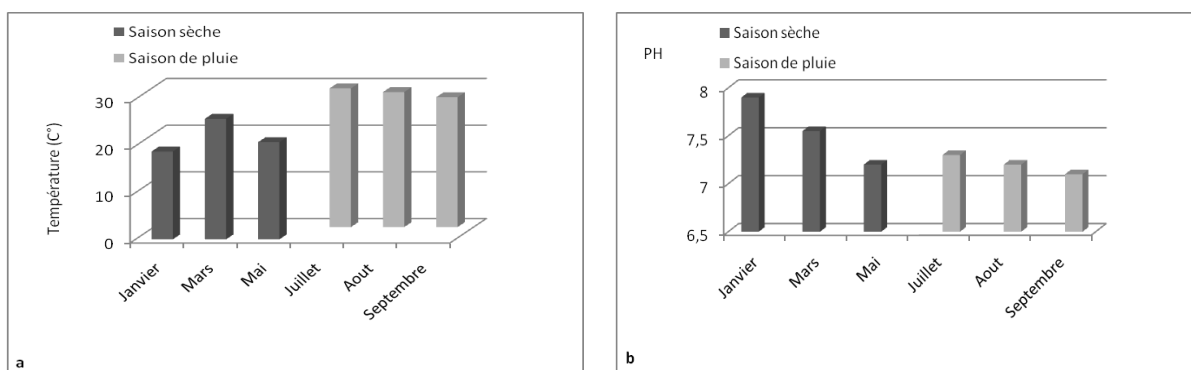 Saison sèche
Saison de pluie
Température (C°)
30
20
10
0
Janvier
Mars
Mai
Juillet
Aout
Septembre
a
Saison sèche
Saison de pluie
PH
8
7,5
7
6,5
Janvier
Mars
Mai
Juillet
Aout
Septembre
b